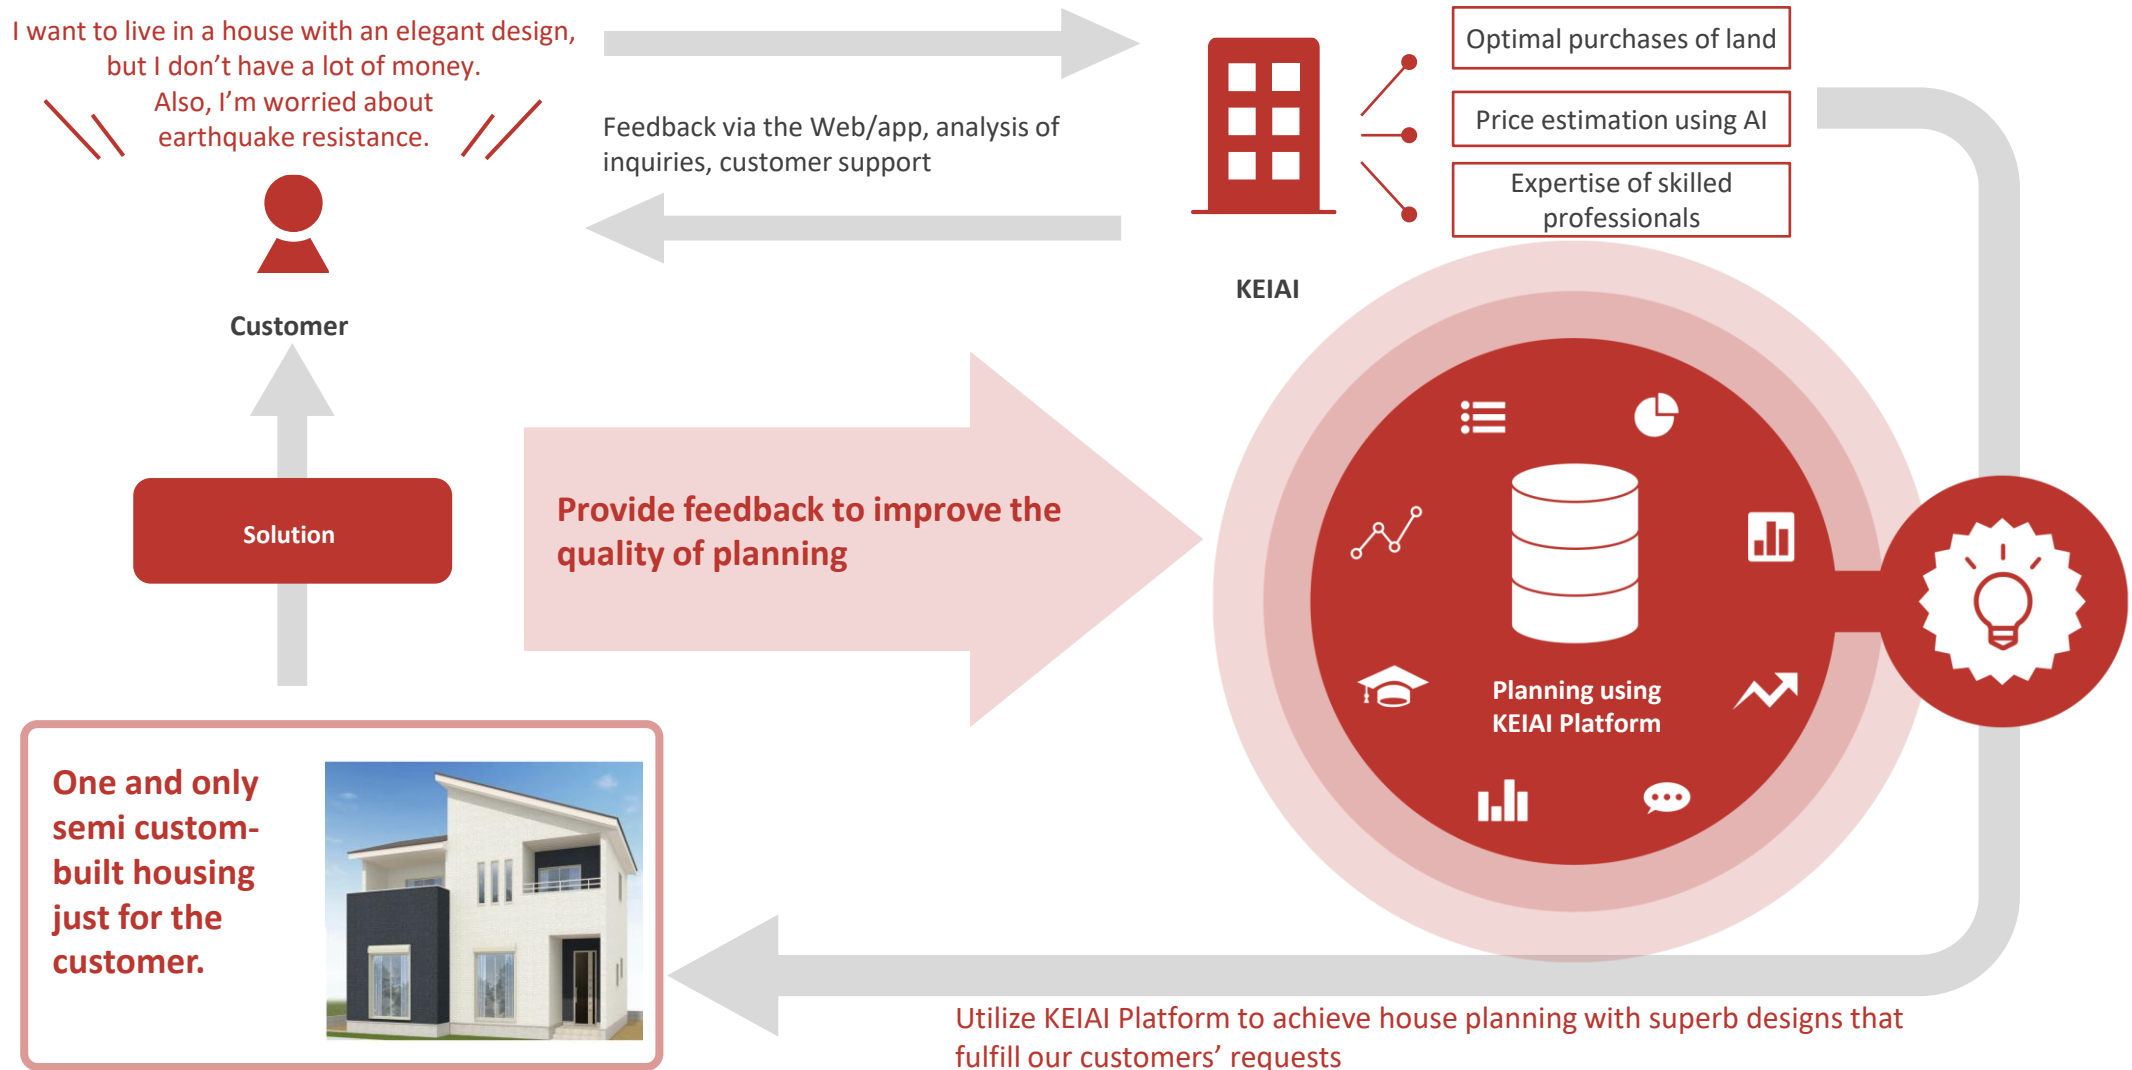 I want to live in a house with an elegant design,
but I don't have a lot of money.
Also, I'm worried about
earthquake resistance.
Customer
Feedback via the Web/app, analysis of
inquiries, customer support
KEIAI
Optimal purchases of land
Price estimation using AI
Expertise of skilled
professionals
Solution
Provide feedback to improve the
quality of planning
Planning using
KEIAI Platform
One and only
semi custom-
built housing
just for the
customer.
Utilize KEIAI Platform to achieve house planning with superb designs that
fulfill our customers' requests